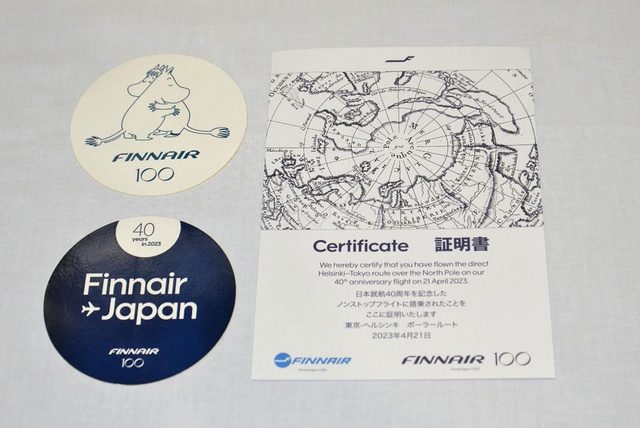 FINNAIR
100
40
years
in 2023
Finnair
Japan
FINNAIR
100
Certificate 証明書
We hereby certify that you have flown the direct
Helsinki–Tokyo route over the North Pole on our
40th anniversary flight on 21 April 2023.
日本就航40周年を記念した
ノンストップフライトに搭乗されたことを
ここに証明いたします
東京-ヘルシンキ ポーラールート
2023年4月21日
FINNAIR
FINNAIR 100